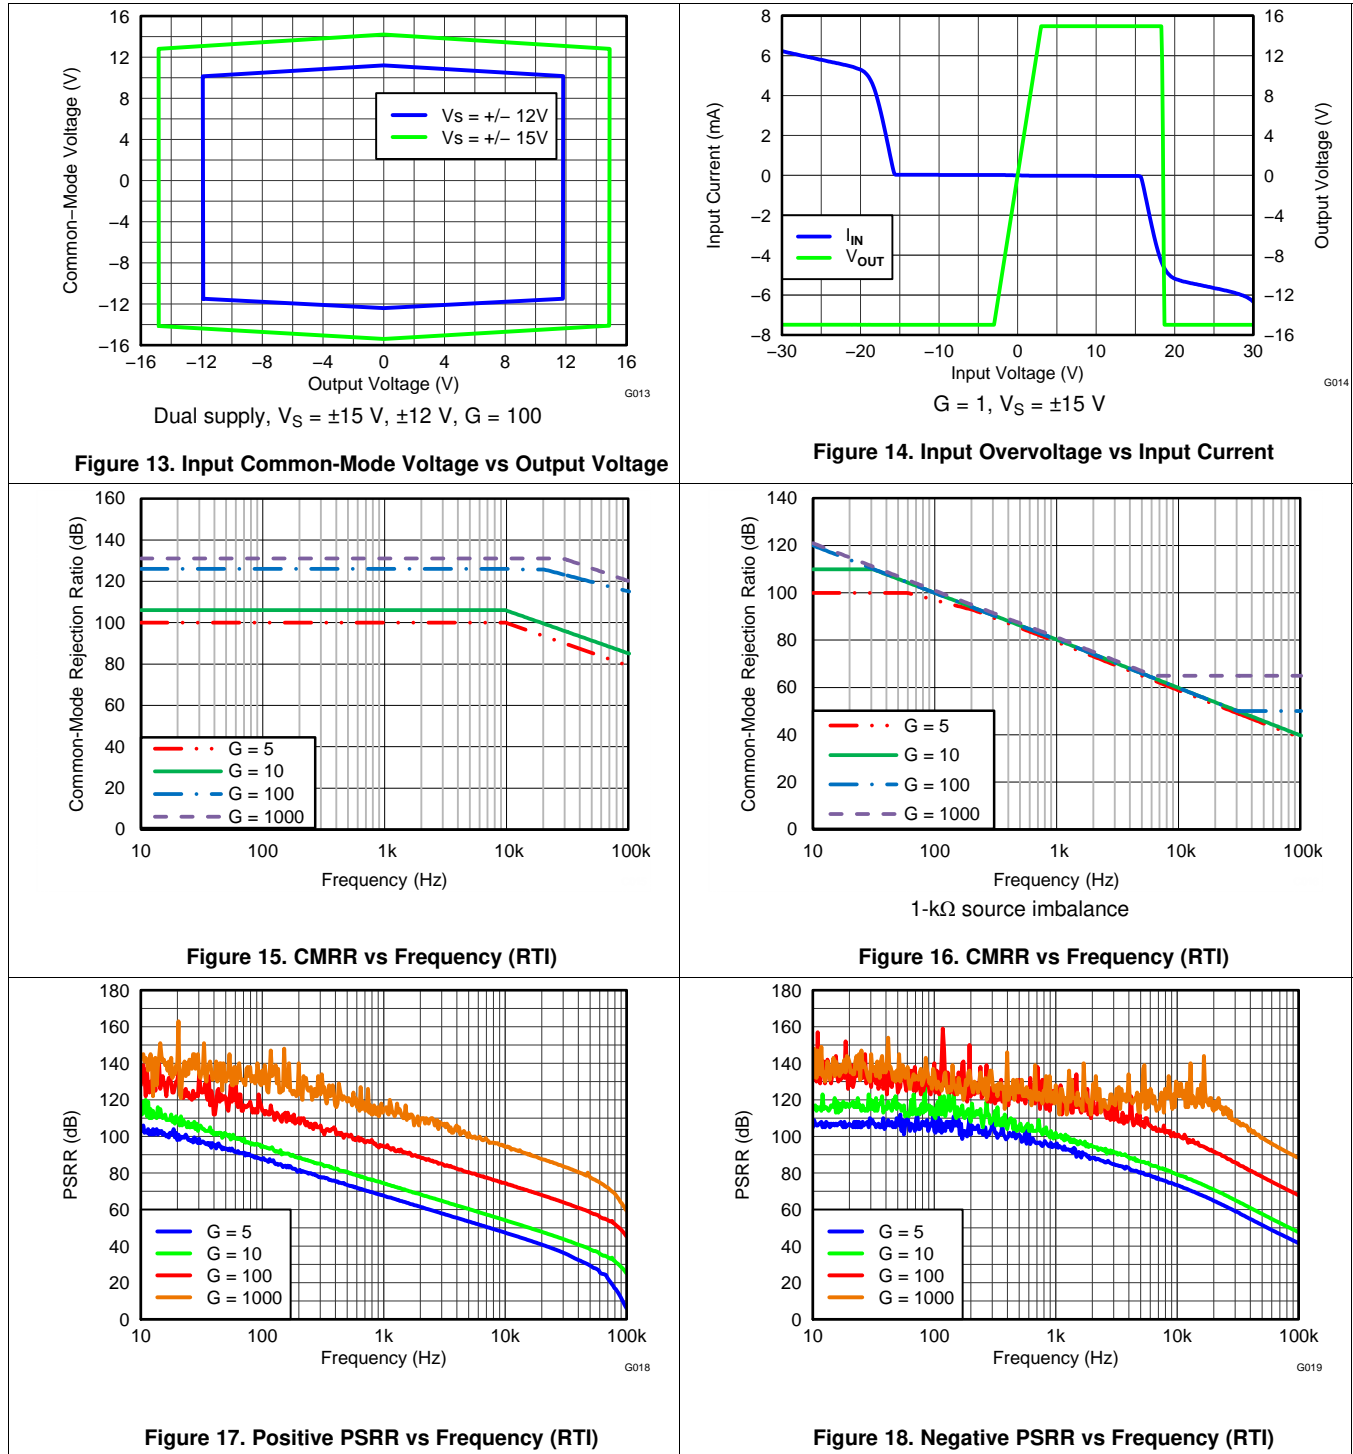 16
12
8
4
0
−4
−8
−12
−16
−16
−12
−8
−4
0
4
8
12
16
Common−Mode Voltage (V)
Output Voltage (V)
Vs = +/− 12V
Vs = +/− 15V
G013
Dual supply, VS = ±15 V, ±12 V, G = 100
Figure 13. Input Common-Mode Voltage vs Output Voltage
8
6
4
2
0
−2
−4
−6
−8
16
12
8
4
0
−4
−8
−12
−16
−30
−20
−10
0
10
20
30
Input Current (mA)
Output Voltage (V)
Input Voltage (V)
IIN
VOUT
G014
G = 1, VS = ±15 V
Figure 14. Input Overvoltage vs Input Current
160
140
120
100
80
60
40
20
0
10
100
1k
10k
100k
Common-Mode Rejection Ratio (dB)
Frequency (Hz)
G = 5
G = 10
G = 100
G = 1000
Figure 15. CMRR vs Frequency (RTI)
140
120
100
80
60
40
20
0
10
100
1k
10k
100k
Common-Mode Rejection Ratio (dB)
Frequency (Hz)
G = 5
G = 10
G = 100
G = 1000
1-kΩ source imbalance
Figure 16. CMRR vs Frequency (RTI)
180
160
140
120
100
80
60
40
20
0
10
100
1k
10k
100k
PSRR (dB)
Frequency (Hz)
G = 5
G = 10
G = 100
G = 1000
G018
Figure 17. Positive PSRR vs Frequency (RTI)
180
160
140
120
100
80
60
40
20
0
10
100
1k
10k
100k
PSRR (dB)
Frequency (Hz)
G = 5
G = 10
G = 100
G = 1000
G019
Figure 18. Negative PSRR vs Frequency (RTI)